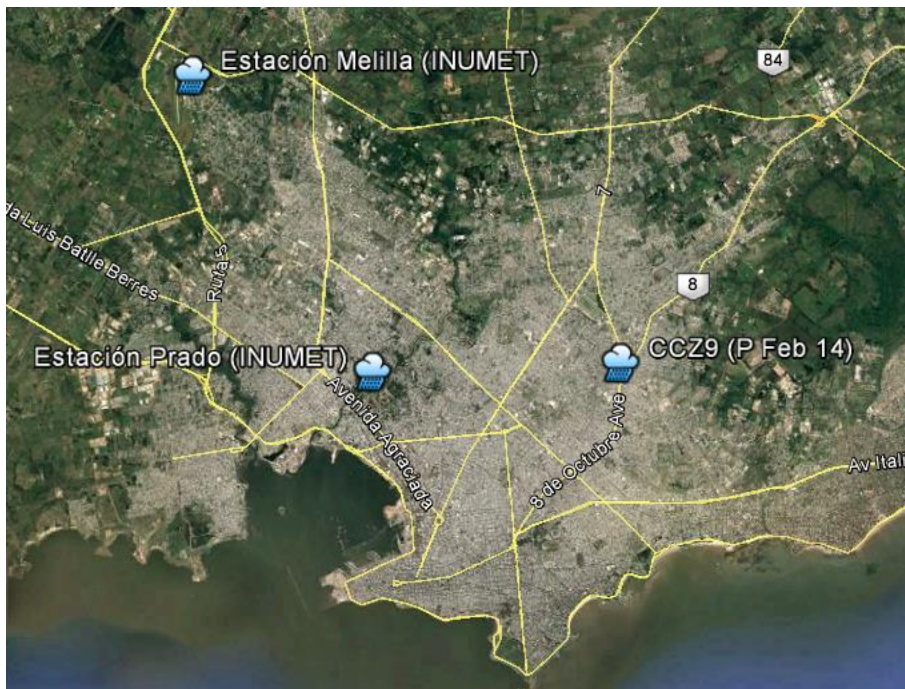 Estación Melilla (INUMET)
84
7
da Luis Batlle Berres
Ruta 5
8
Estación Prado (INUMET)
CCZ9 (P Feb 14)
Avenida Agraciada
8 de Octubre Ave
Av Itali